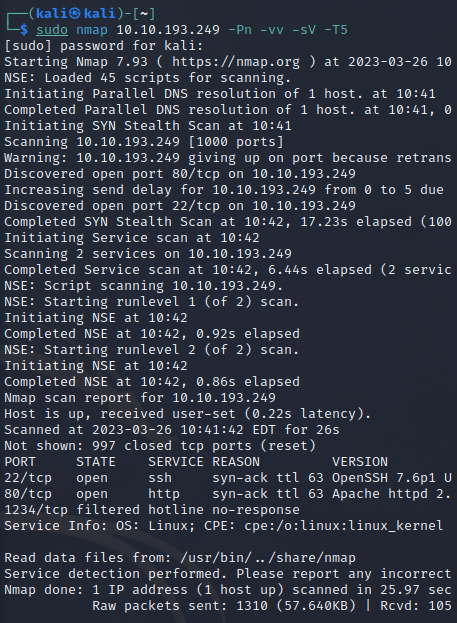 ┌──(kali㉿kali)-[~]
└─$ sudo nmap 10.10.193.249 -Pn -vv -sV -T5
[sudo] password for kali:
Starting Nmap 7.93 ( https://nmap.org ) at 2023-03-26 10
NSE: Loaded 45 scripts for scanning.
Initiating Parallel DNS resolution of 1 host. at 10:41
Completed Parallel DNS resolution of 1 host. at 10:41, 0
Initiating SYN Stealth Scan at 10:41
Scanning 10.10.193.249 [1000 ports]
Warning: 10.10.193.249 giving up on port because retrans
Discovered open port 80/tcp on 10.10.193.249
Increasing send delay for 10.10.193.249 from 0 to 5 due
Discovered open port 22/tcp on 10.10.193.249
Completed SYN Stealth Scan at 10:42, 17.23s elapsed (100
Initiating Service scan at 10:42
Scanning 2 services on 10.10.193.249
Completed Service scan at 10:42, 6.44s elapsed (2 servic
NSE: Script scanning 10.10.193.249.
NSE: Starting runlevel 1 (of 2) scan.
Initiating NSE at 10:42
Completed NSE at 10:42, 0.92s elapsed
NSE: Starting runlevel 2 (of 2) scan.
Initiating NSE at 10:42
Completed NSE at 10:42, 0.86s elapsed
Nmap scan report for 10.10.193.249
Host is up, received user-set (0.22s latency).
Scanned at 2023-03-26 10:41:42 EDT for 26s
Not shown: 997 closed tcp ports (reset)
PORT     STATE    SERVICE REASON         VERSION
22/tcp   open     ssh     syn-ack ttl 63 OpenSSH 7.6p1 U
80/tcp   open     http    syn-ack ttl 63 Apache httpd 2.
1234/tcp filtered hotline no-response
Service Info: OS: Linux; CPE: cpe:/o:linux:linux_kernel
Read data files from: /usr/bin/../share/nmap
Service detection performed. Please report any incorrect
Nmap done: 1 IP address (1 host up) scanned in 25.97 sec
           Raw packets sent: 1310 (57.640KB) | Rcvd: 105